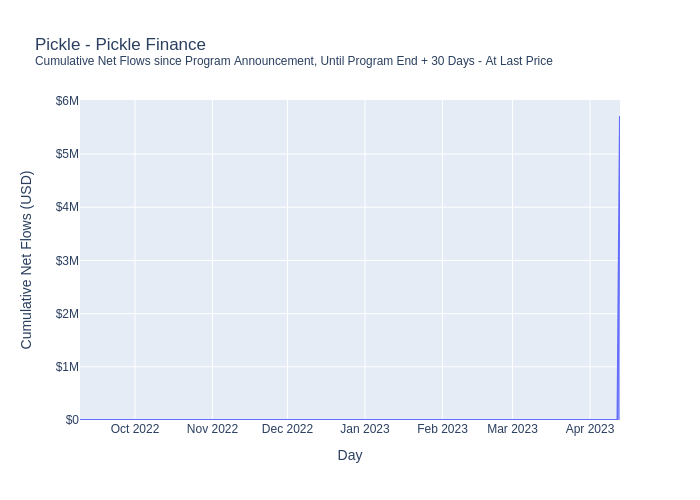 Pickle - Pickle Finance
Cumulative Net Flows since Program Announcement, Until Program End + 30 Days - At Last Price
$6M
$5M
$4M
$3M
$2M
$1M
$0
Cumulative Net Flows (USD)
Oct 2022
Nov 2022
Dec 2022
Jan 2023
Feb 2023
Mar 2023
Apr 2023
Day